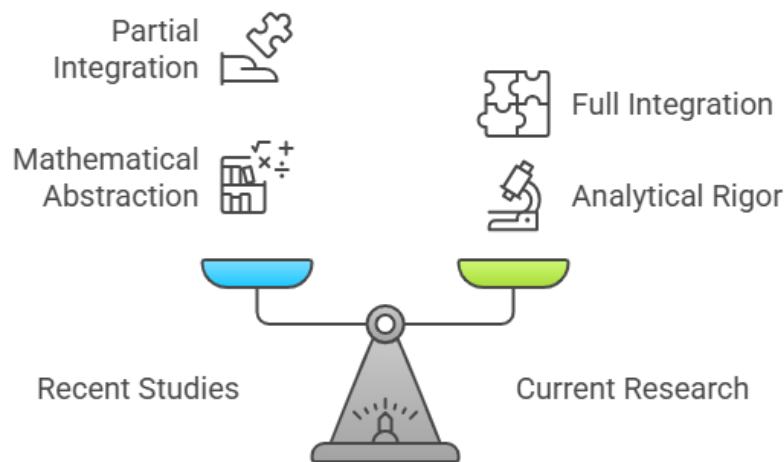 Partial
Integration
Full Integration
Mathematical
Abstraction
√ +
× ÷
Analytical Rigor
Recent Studies
Current Research